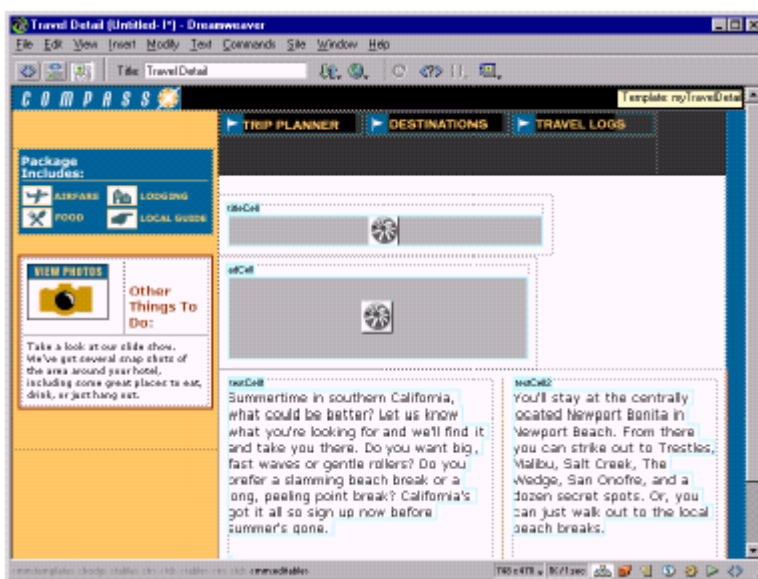 Travel Detail (Untitled-1*) - Dreamweaver
File Edit View Insert Modify Text Commands Site Window Help
Title: Travel Detail
COMPASS
Template: myTravelDetail
TRIP PLANNER DESTINATIONS TRAVEL LOGS
Package
Includes:
AIRFARE LODGING
FOOD LOCAL GUIDE
titleCell
adCell
VIEW PHOTOS
Other
Things To
Do:
Take a look at our slide show.
We've got several snap shots of
the area around your hotel,
including some great places to eat,
drink, or just hang out.
textCell
Summertime in southern California,
what could be better? Let us know
what you're looking for and we'll find it
and take you there. Do you want big,
fast waves or gentle rollers? Do you
prefer a slamming beach break or a
long, peeling point break? California's
got it all so sign up now before
summer's gone.
textCell2
You'll stay at the centrally
located Newport Bonita in
Newport Beach. From there
you can strike out to Trestles,
Malibu, Salt Creek, The
Wedge, San Onofre, and a
dozen secret spots. Or, you
can just walk out to the local
beach breaks.
<mm:editable>